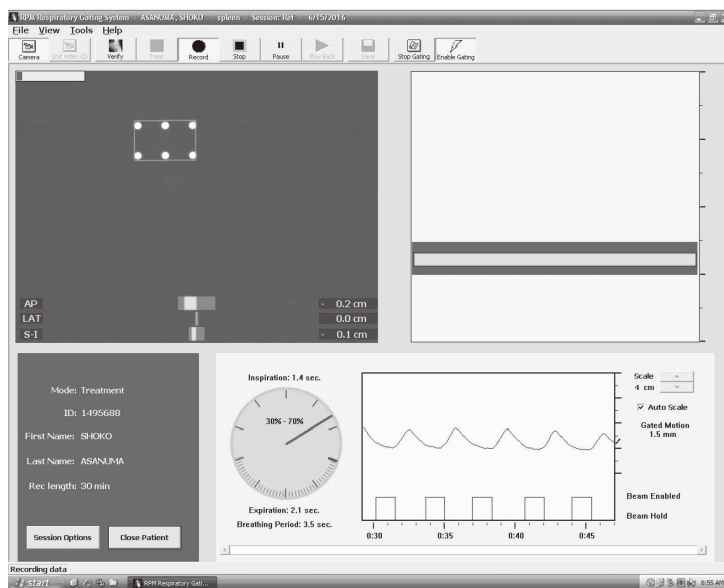 RPM Respiratory Gating System - ASANUMA, SHOKO - spleen - Session: Ref - 6/15/2016
File View Tools Help
Camera 2nd Video Ch. Verify Treat Record Stop Pause Play Back Save Stop Gating Enable Gating
AP - 0.2 cm
LAT 0.0 cm
S-I - 0.1 cm
Mode: Treatment
ID: 1495688
First Name: SHOKO
Last Name: ASANUMA
Rec length: 30 min
Session Options Close Patient
Inspiration: 1.4 sec.
30% - 70%
Expiration: 2.1 sec.
Breathing Period: 3.5 sec.
0:30 0:35 0:40 0:45
Scale
4 cm
Auto Scale
Gated Motion
1.5 mm
Beam Enabled
Beam Hold
Recording data
start RPM Respiratory Gati... 8:55 AM